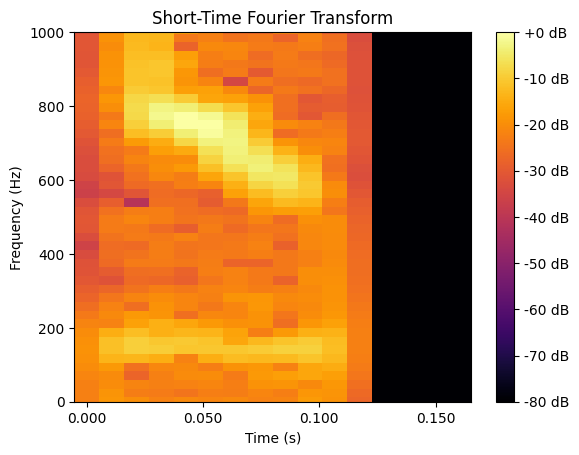 Short-Time Fourier Transform
Frequency (Hz)
1000
800
600
400
200
0
0.000
0.050
0.100
0.150
Time (s)
+0 dB
-10 dB
-20 dB
-30 dB
-40 dB
-50 dB
-60 dB
-70 dB
-80 dB